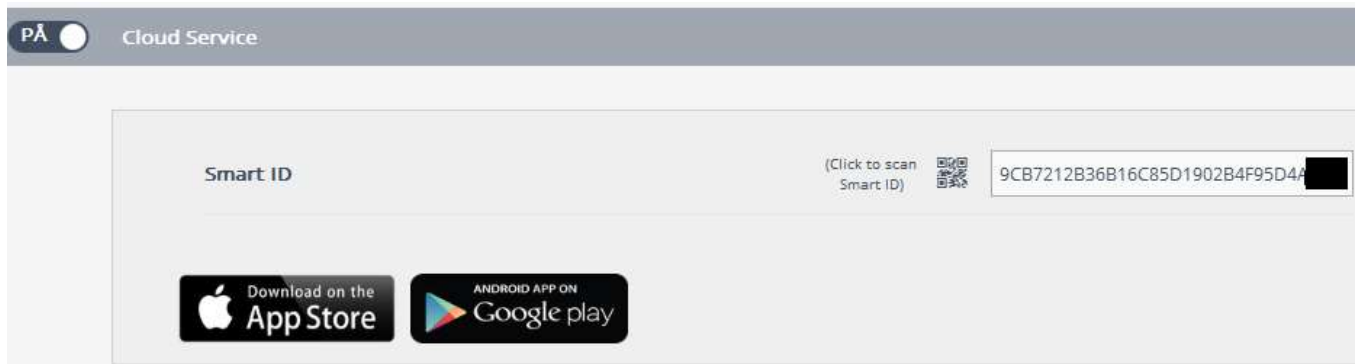 PÅ
Cloud Service
Smart ID
(Click to scan
Smart ID)
9CB7212B36B16C85D1902B4F95D4A
Download on the
App Store
ANDROID APP ON
Google play